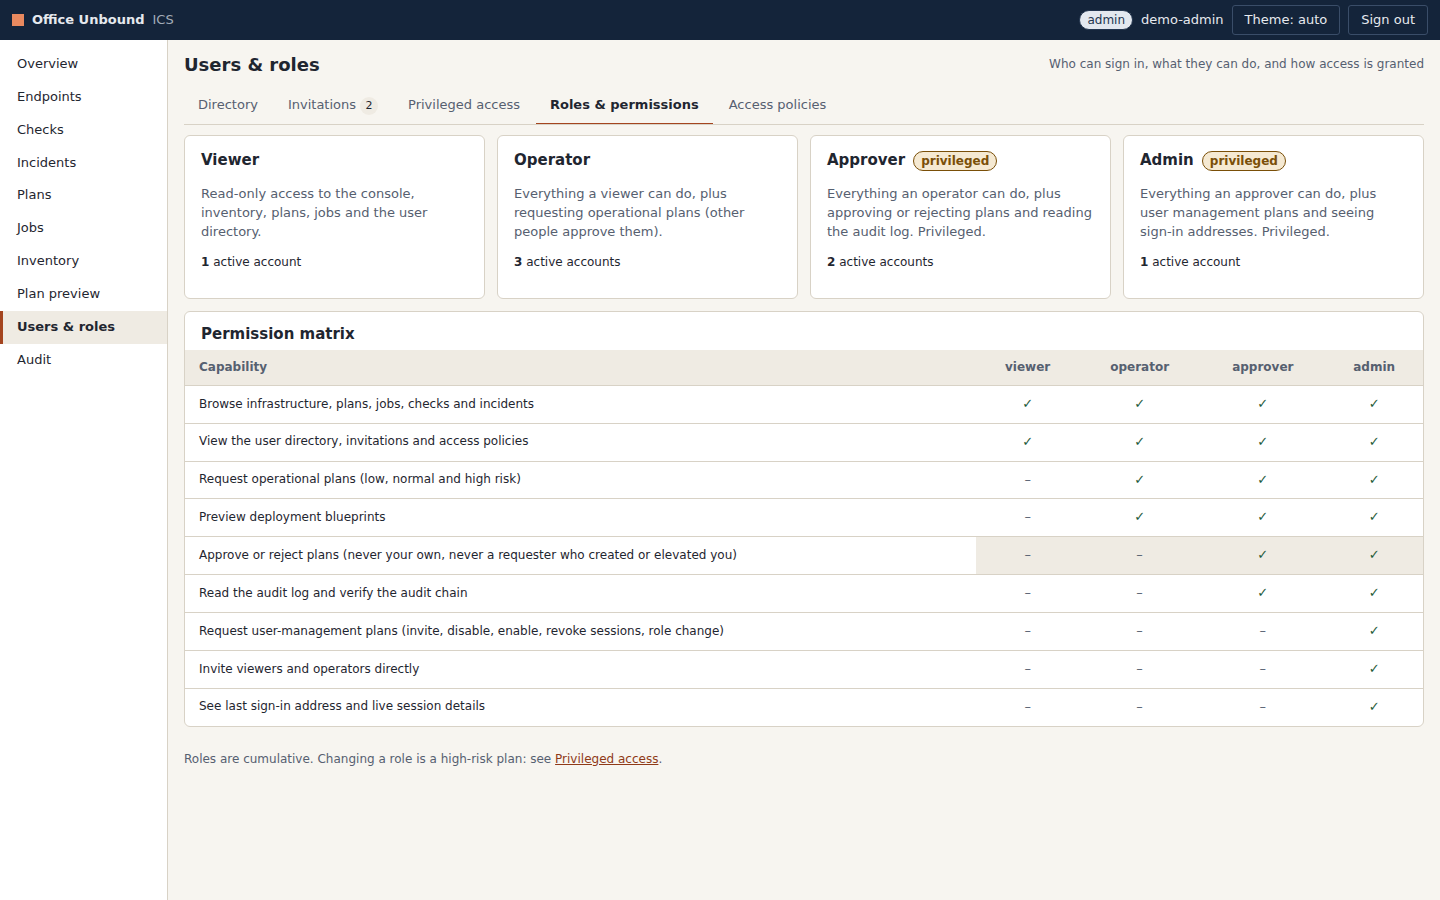 Office Unbound ICS
admin demo-admin Theme: auto Sign out
Overview
Endpoints
Checks
Incidents
Plans
Jobs
Inventory
Plan preview
Users & roles
Audit
Users & roles
Who can sign in, what they can do, and how access is granted
Directory Invitations 2 Privileged access Roles & permissions Access policies
Viewer
Read-only access to the console,
inventory, plans, jobs and the user
directory.
1 active account
Operator
Everything a viewer can do, plus
requesting operational plans (other
people approve them).
3 active accounts
Approver privileged
Everything an operator can do, plus
approving or rejecting plans and reading
the audit log. Privileged.
2 active accounts
Admin privileged
Everything an approver can do, plus
user management plans and seeing
sign-in addresses. Privileged.
1 active account
Permission matrix
Capability viewer operator approver admin
Browse infrastructure, plans, jobs, checks and incidents ✓ ✓ ✓ ✓
View the user directory, invitations and access policies ✓ ✓ ✓ ✓
Request operational plans (low, normal and high risk) – ✓ ✓ ✓
Preview deployment blueprints – ✓ ✓ ✓
Approve or reject plans (never your own, never a requester who created or elevated you) – – ✓ ✓
Read the audit log and verify the audit chain – – ✓ ✓
Request user-management plans (invite, disable, enable, revoke sessions, role change) – – – ✓
Invite viewers and operators directly – – – ✓
See last sign-in address and live session details – – – ✓
Roles are cumulative. Changing a role is a high-risk plan: see Privileged access.